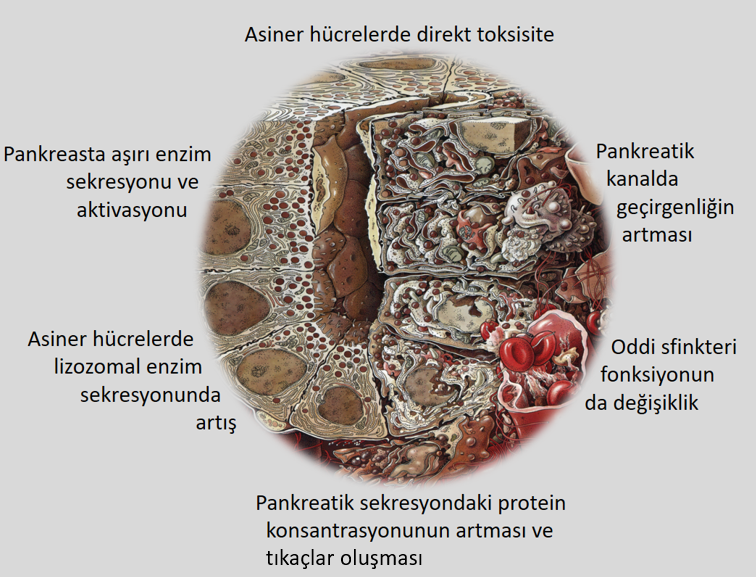 Asiner hücrelerde direkt toksisite
Pankreasta aşırı enzim
sekresyonu ve
aktivasyonu
Pankreatik
kanalda
geçirgenliğin
artması
Asiner hücrelerde
lizozomal enzim
sekresyonunda
artış
Oddi sfinkteri
fonksiyonun
da değişiklik
Pankreatik sekresyondaki protein
konsantrasyonunun artması ve
tıkaçlar oluşması